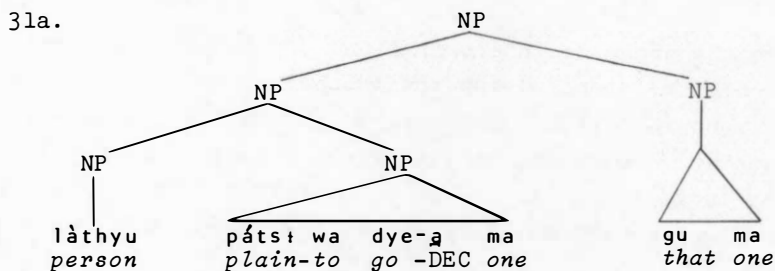 31a. NP
NP NP
NP NP
làthyu pátsɨ wa dye-a̰ ma gu ma
person plain-to go -DEC one that one